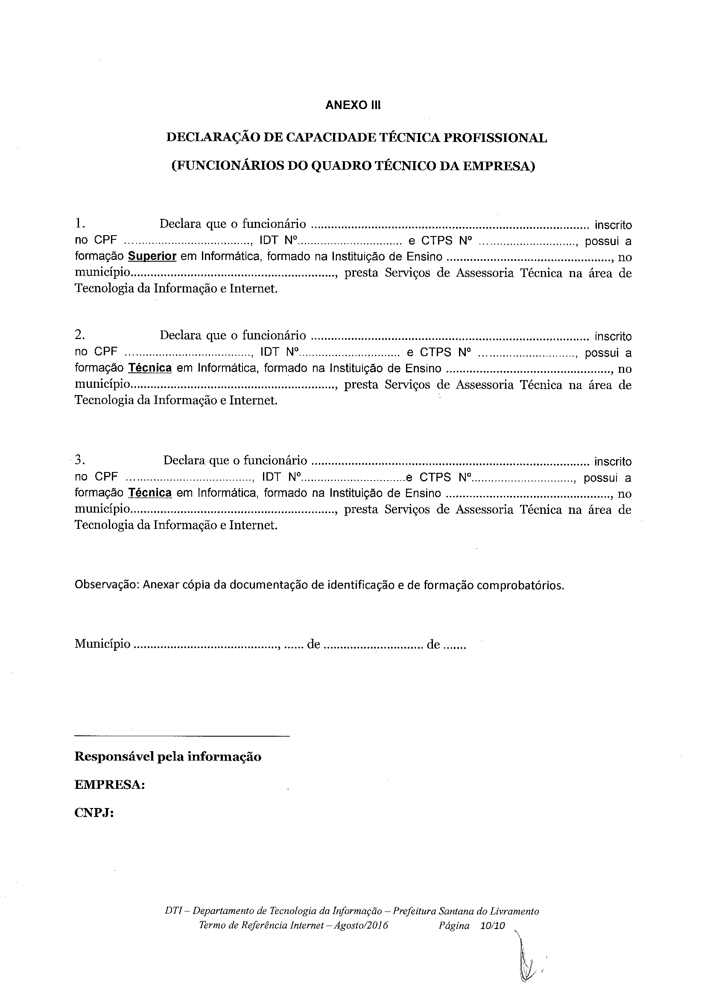 ANEXO III
DECLARAÇÃO DE CAPACIDADE TÉCNICA PROFISSIONAL
(FUNCIONÁRIOS DO QUADRO TÉCNICO DA EMPRESA)
1. Declara que o funcionário ................................................................................... inscrito
no CPF ...................................., IDT Nº............................. e CTPS Nº ..........................., possui a
formação Superior em Informática, formado na Instituição de Ensino ................................................., no
município............................................................., presta Serviços de Assessoria Técnica na área de
Tecnologia da Informação e Internet.
2. Declara que o funcionário ................................................................................... inscrito
no CPF ...................................., IDT Nº............................ e CTPS Nº ..........................., possui a
formação Técnica em Informática, formado na Instituição de Ensino ................................................., no
município............................................................., presta Serviços de Assessoria Técnica na área de
Tecnologia da Informação e Internet.
3. Declara que o funcionário ................................................................................... inscrito
no CPF ...................................., IDT Nº.............................e CTPS Nº............................, possui a
formação Técnica em Informática, formado na Instituição de Ensino ................................................., no
município............................................................., presta Serviços de Assessoria Técnica na área de
Tecnologia da Informação e Internet.
Observação: Anexar cópia da documentação de identificação e de formação comprobatórios.
Município ..........................................., ...... de .............................. de .......
Responsável pela informação
EMPRESA:
CNPJ:
DTI – Departamento de Tecnologia da Informação – Prefeitura Santana do Livramento
Termo de Referência Internet – Agosto/2016 Página 10/10